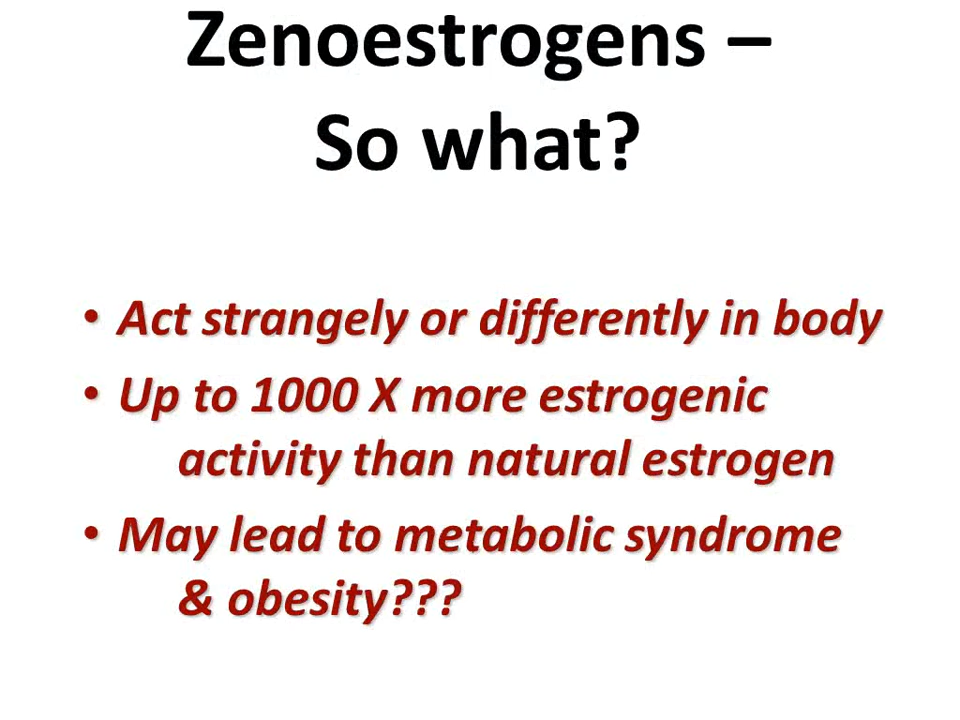 Zenoestrogens –
So what?
• Act strangely or differently in body
• Up to 1000 X more estrogenic
activity than natural estrogen
• May lead to metabolic syndrome
& obesity???